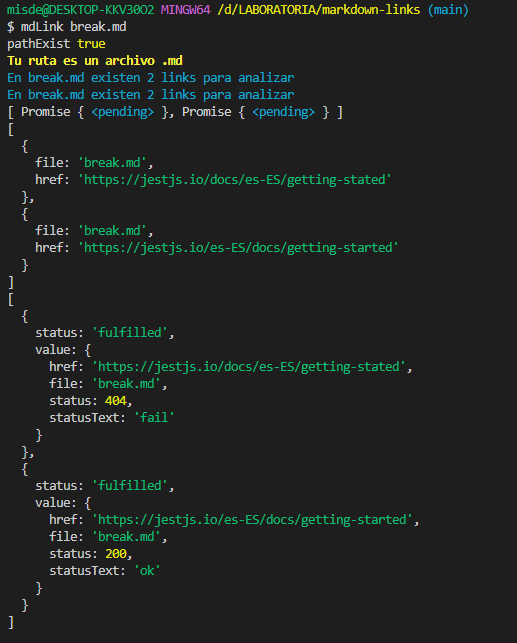 misde@DESKTOP-KKV30O2 MINGW64 /d/LABORATORIA/markdown-links (main)
$ mdLink break.md
pathExist true
Tu ruta es un archivo .md
En break.md existen 2 links para analizar
En break.md existen 2 links para analizar
[ Promise { <pending> }, Promise { <pending> } ]
[
  {
    file: 'break.md',
    href: 'https://jestjs.io/docs/es-ES/getting-stated'
  },
  {
    file: 'break.md',
    href: 'https://jestjs.io/es-ES/docs/getting-started'
  }
]
[
  {
    status: 'fulfilled',
    value: {
      href: 'https://jestjs.io/docs/es-ES/getting-stated',
      file: 'break.md',
      status: 404,
      statusText: 'fail'
    }
  },
  {
    status: 'fulfilled',
    value: {
      href: 'https://jestjs.io/es-ES/docs/getting-started',
      file: 'break.md',
      status: 200,
      statusText: 'ok'
    }
  }
]